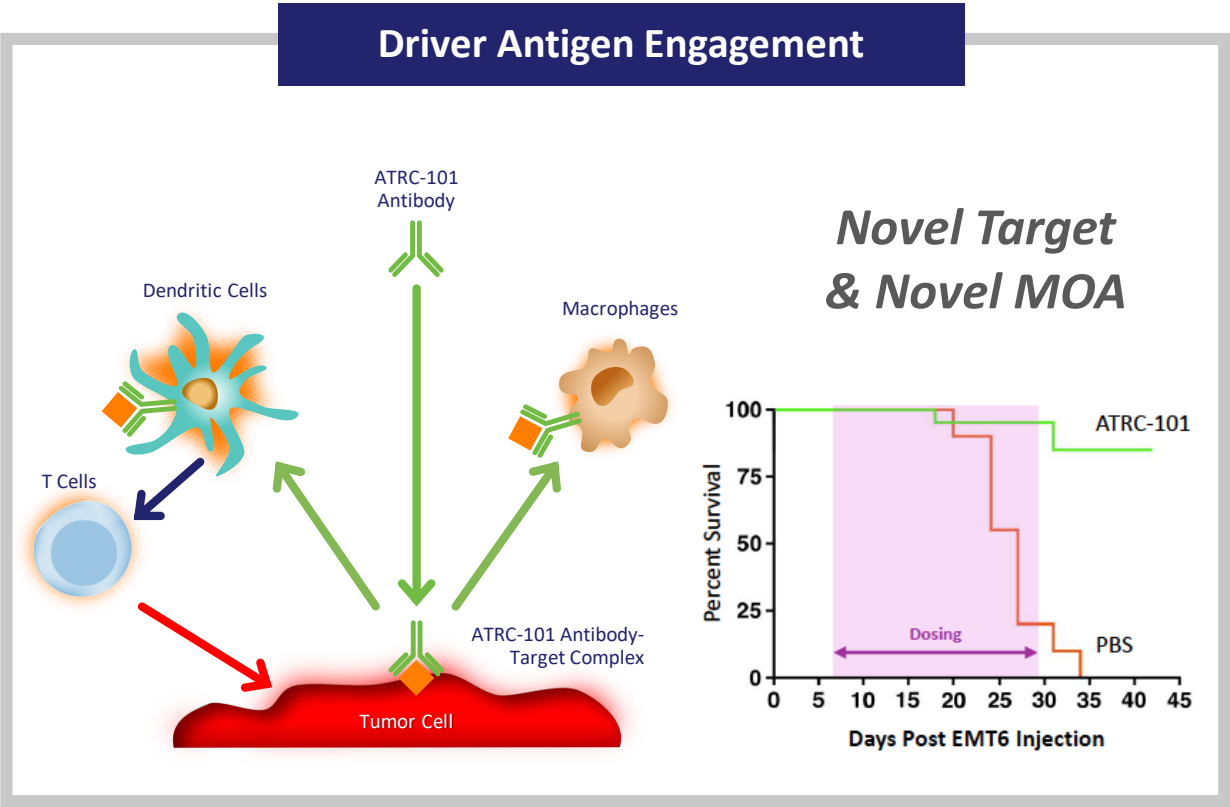 Driver Antigen Engagement
ATRC-101
Antibody
Dendritic Cells
Macrophages
T Cells
ATRC-101 Antibody-
Target Complex
Tumor Cell
Novel Target
& Novel MOA
Percent Survival
100
75
50
25
0
ATRC-101
Dosing
PBS
0 5 10 15 20 25 30 35 40 45
Days Post EMT6 Injection